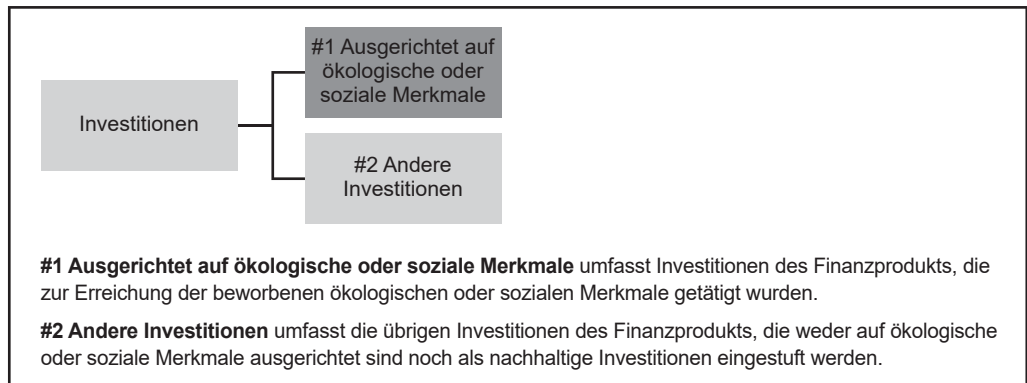 #1 Ausgerichtet auf
ökologische oder
soziale Merkmale
Investitionen
#2 Andere
Investitionen
#1 Ausgerichtet auf ökologische oder soziale Merkmale umfasst Investitionen des Finanzprodukts, die
zur Erreichung der beworbenen ökologischen oder sozialen Merkmale getätigt wurden.
#2 Andere Investitionen umfasst die übrigen Investitionen des Finanzprodukts, die weder auf ökologische
oder soziale Merkmale ausgerichtet sind noch als nachhaltige Investitionen eingestuft werden.